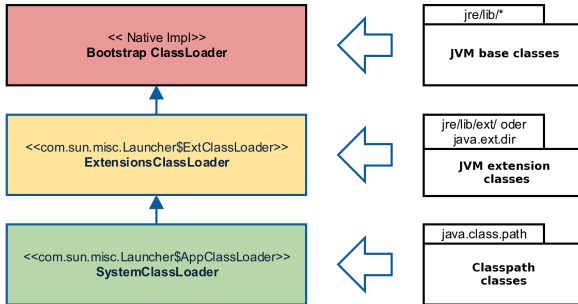 << Native Impl>>
Bootstrap ClassLoader
jre/lib/*
JVM base classes
<<com.sun.misc.Launcher$ExtClassLoader>>
ExtensionsClassLoader
jre/lib/ext/ oder
java.ext.dir
JVM extension
classes
<<com.sun.misc.Launcher$AppClassLoader>>
SystemClassLoader
java.class.path
Classpath
classes